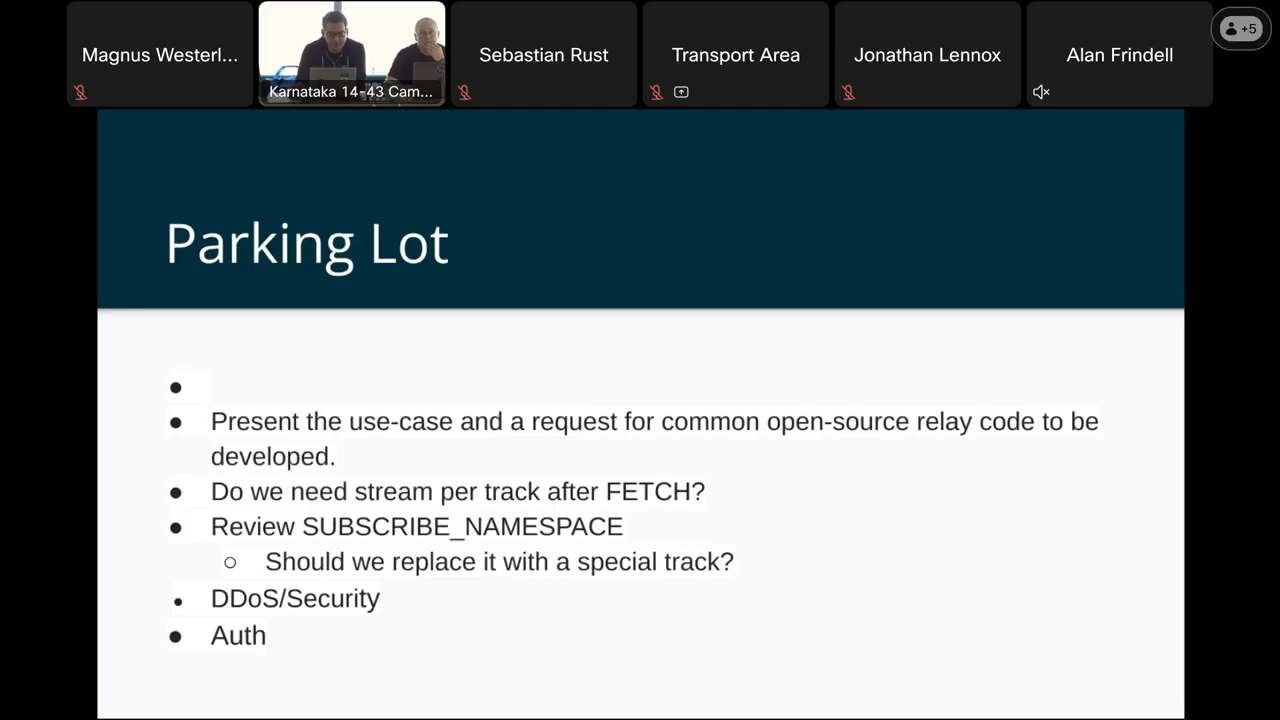 Magnus Westerl...
Karnataka 14-43 Cam...
Sebastian Rust
Transport Area
Jonathan Lennox
Alan Frindell
+5
Parking Lot
Present the use-case and a request for common open-source relay code to be
developed.
Do we need stream per track after FETCH?
Review SUBSCRIBE_NAMESPACE
Should we replace it with a special track?
DDoS/Security
Auth